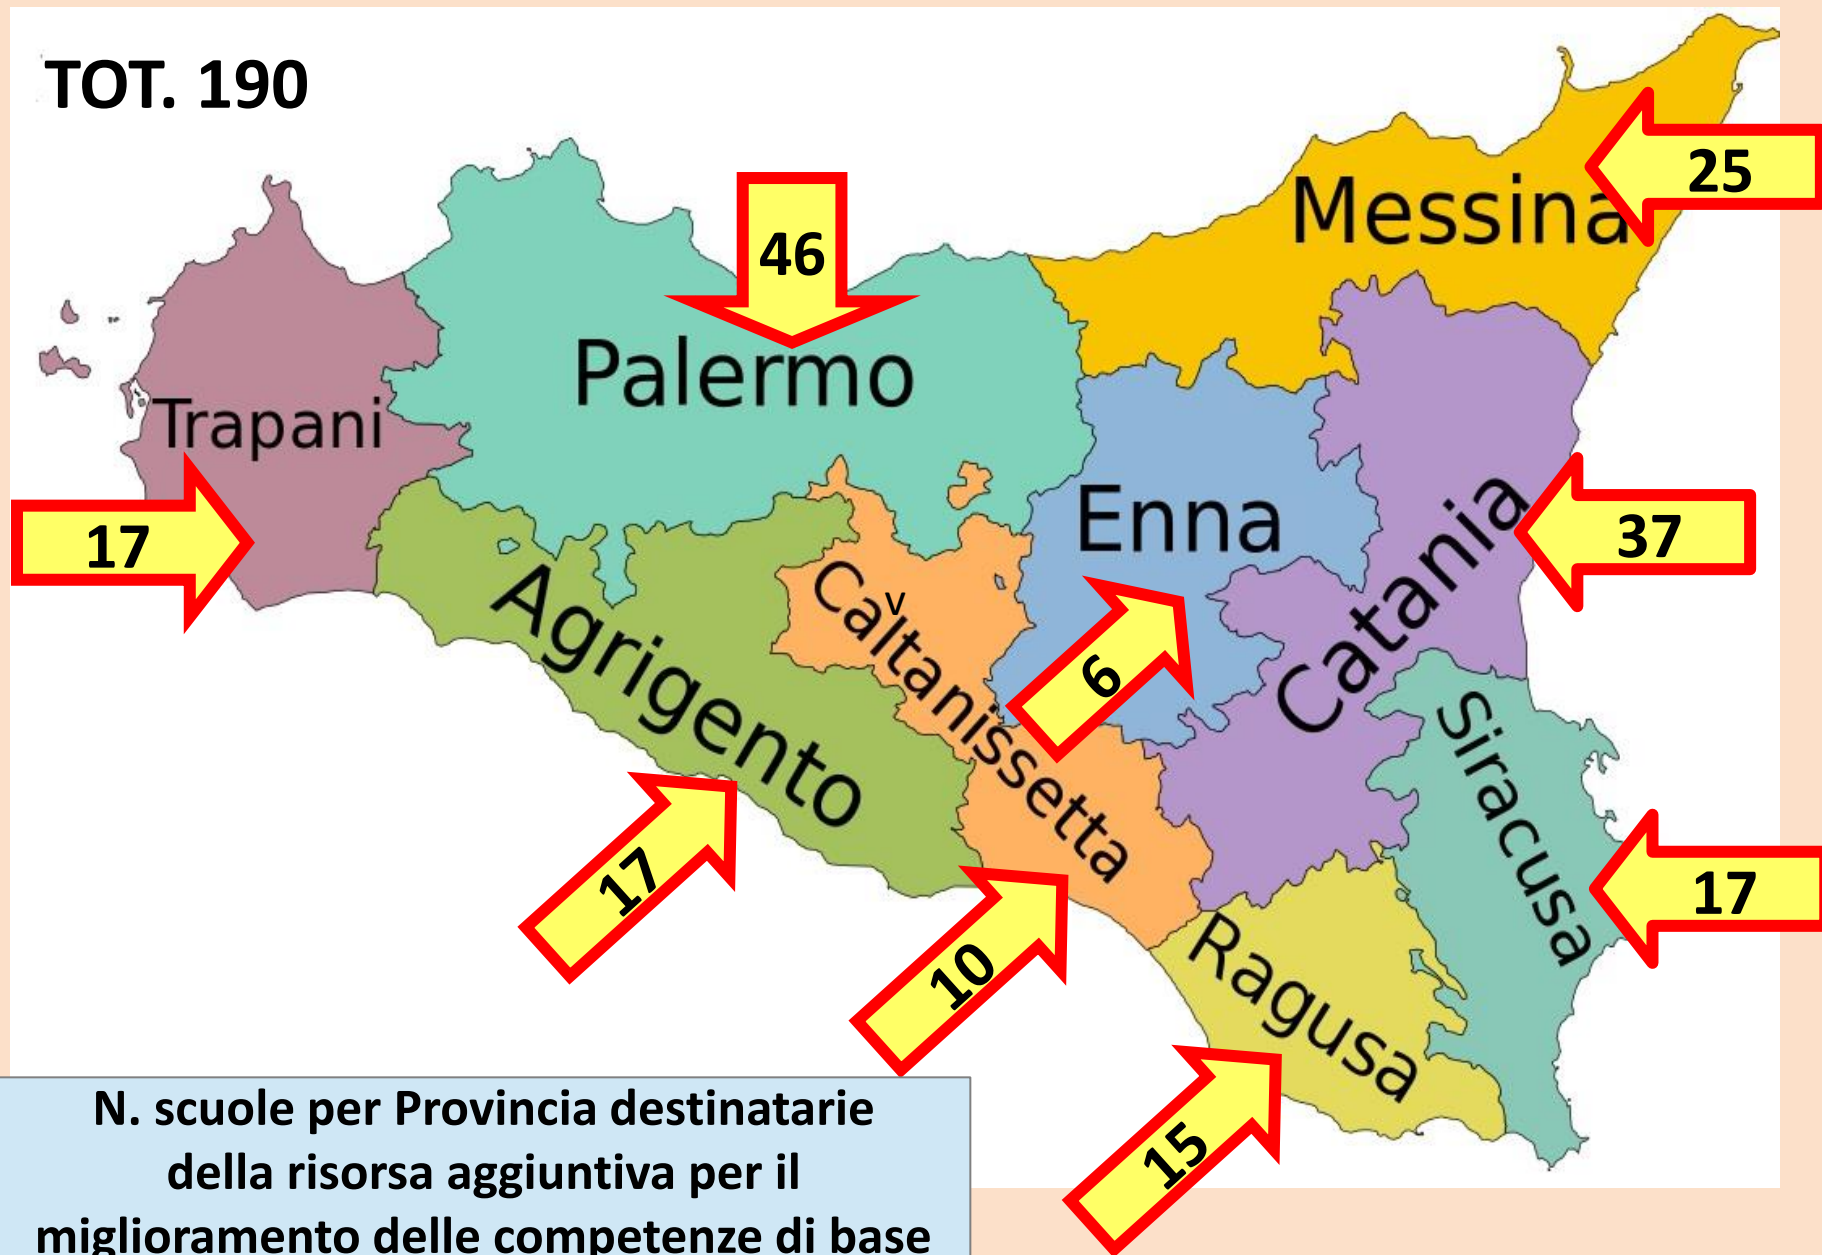 TOT. 190
25
Messina
46
Palermo
Trapani
Enna
17
37
Catania
Agrigento
v
Caltanissetta
6
Siracusa
17
10
17
Ragusa
15
N. scuole per Provincia destinatarie
della risorsa aggiuntiva per il
miglioramento delle competenze di base